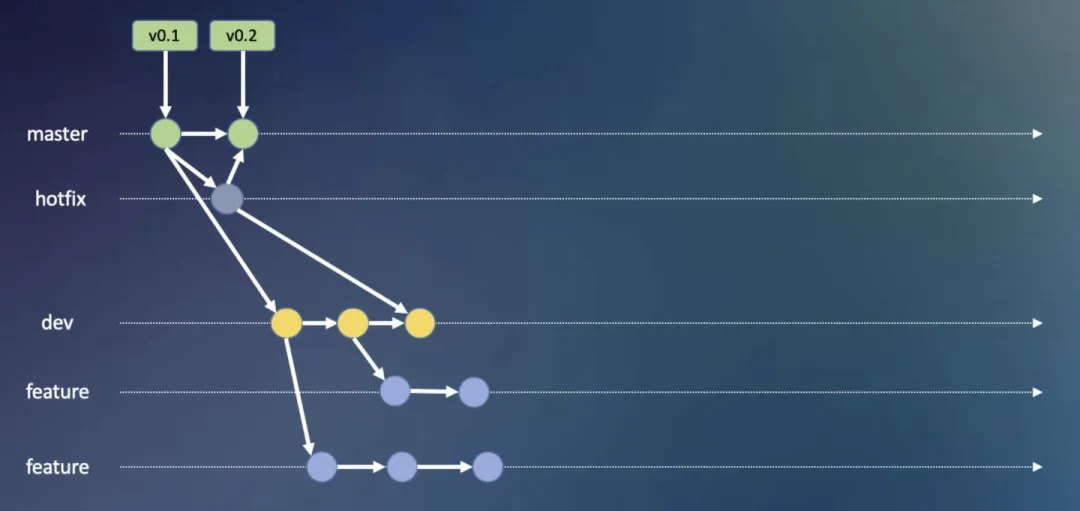 v0.1 v0.2
master
hotfix
dev
feature
feature